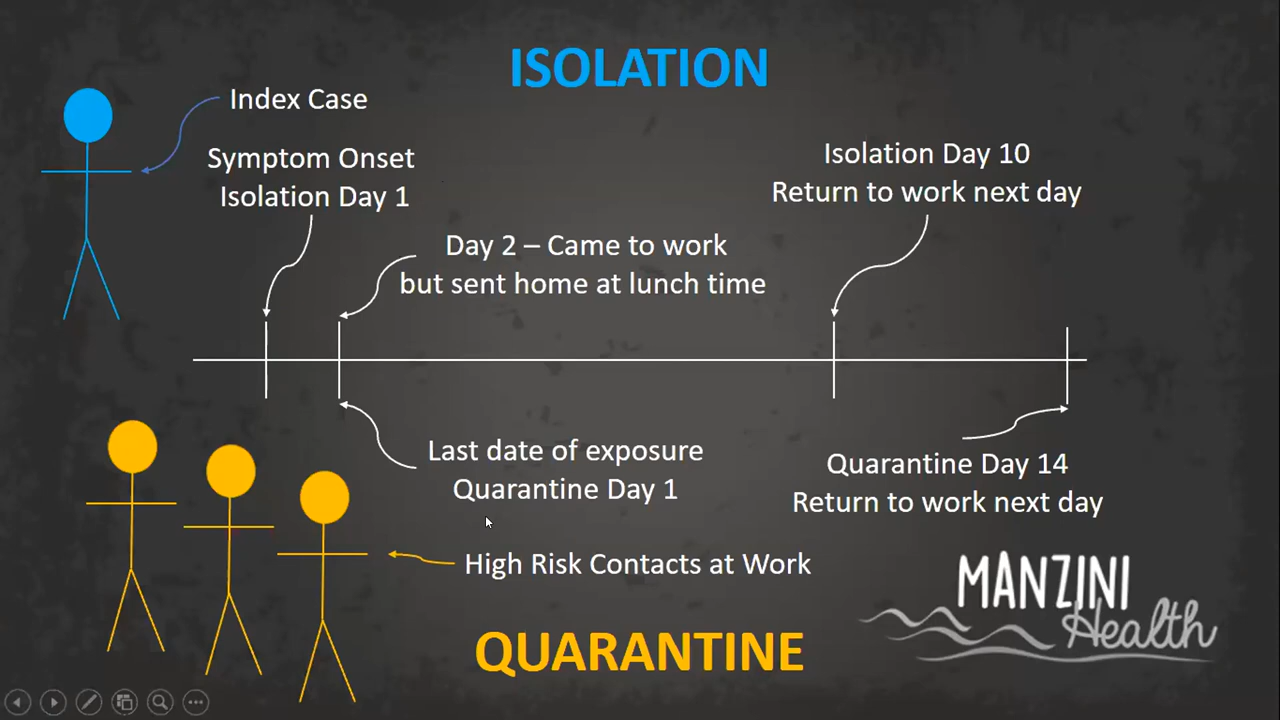 ISOLATION
Index Case
Symptom Onset
Isolation Day 1
Isolation Day 10
Return to work next day
Day 2 – Came to work
but sent home at lunch time
Last date of exposure
Quarantine Day 1
Quarantine Day 14
Return to work next day
High Risk Contacts at Work
MANZINI
Health
QUARANTINE